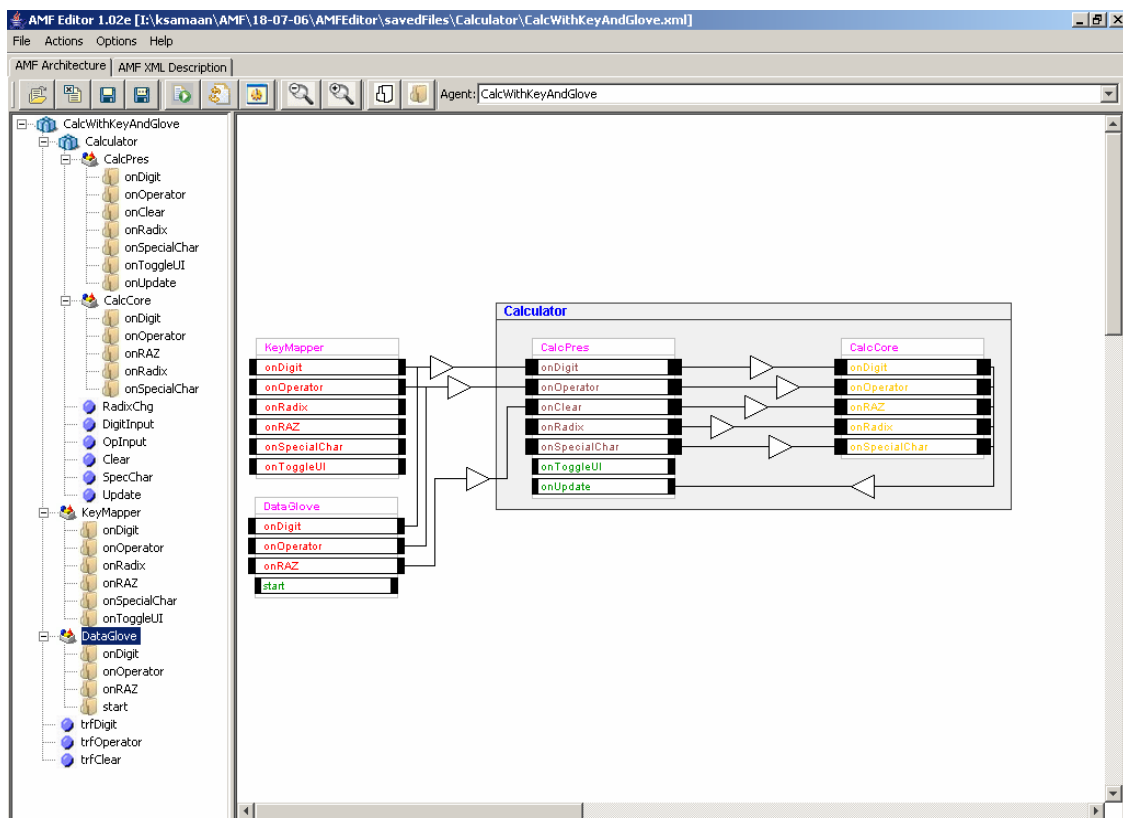 AMF Editor 1.02e [I:\ksamaan\AMF\18-07-06\AMFEditor\savedFiles\Calculator\CalcWithKeyAndGlove.xml]
File Actions Options Help
AMF Architecture AMF XML Description
Agent: CalcWithKeyAndGlove
CalcWithKeyAndGlove
Calculator
CalcPres
onDigit
onOperator
onClear
onRadix
onSpecialChar
onToggleUI
onUpdate
CalcCore
onDigit
onOperator
onRAZ
onRadix
onSpecialChar
RadixChg
DigitInput
OpInput
Clear
SpecChar
Update
KeyMapper
onDigit
onOperator
onRadix
onRAZ
onSpecialChar
onToggleUI
DataGlove
onDigit
onOperator
onRAZ
start
trfDigit
trfOperator
trfClear
KeyMapper
onDigit
onOperator
onRadix
onRAZ
onSpecialChar
onToggleUI
DataGlove
onDigit
onOperator
onRAZ
start
Calculator
CalcPres
onDigit
onOperator
onClear
onRadix
onSpecialChar
onToggleUI
onUpdate
CalcCore
onDigit
onOperator
onRAZ
onRadix
onSpecialChar